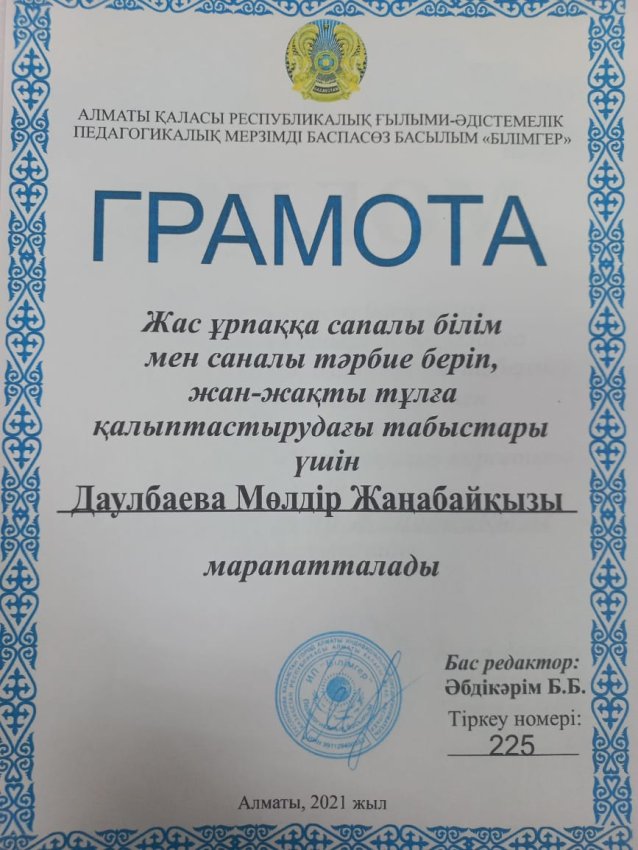 АЛМАТЫ ҚАЛАСЫ РЕСПУБЛИКАЛЫҚ ҒЫЛЫМИ-ӘДІСТЕМЕЛІК
ПЕДАГОГИКАЛЫҚ МЕРЗІМДІ БАСПАСӨЗ БАСЫЛЫМ «БІЛІМГЕР»
ГРАМОТА
Жас ұрпаққа сапалы білім
мен саналы тәрбие беріп,
жан-жақты тұлға
қалыптастырудағы табыстары
үшін
Даулбаева Мөлдір Жаңабайқызы
марапатталады
ИП Білімгер
Бас редактор:
Әбдікәрім Б.Б.
Тіркеу номері:
225
Алматы, 2021 жыл